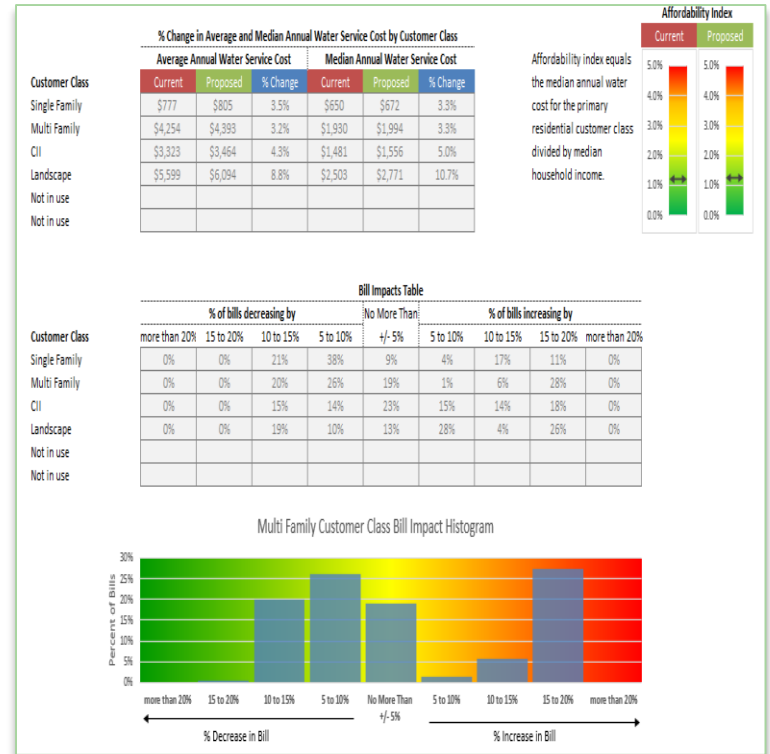 Affordability Index
Current Proposed
% Change in Average and Median Annual Water Service Cost by Customer Class
Average Annual Water Service Cost Median Annual Water Service Cost
Customer Class Current Proposed % Change Current Proposed % Change
Single Family $777 $805 3.5% $650 $672 3.3%
Multi Family $4,254 $4,393 3.2% $1,930 $1,994 3.3%
CII $3,323 $3,464 4.3% $1,481 $1,556 5.0%
Landscape $5,599 $6,094 8.8% $2,503 $2,771 10.7%
Not in use
Not in use
Affordability index equals
the median annual water
cost for the primary
residential customer class
divided by median
household income.
5.0% 5.0%
4.0% 4.0%
3.0% 3.0%
2.0% 2.0%
1.0% 1.0%
0.0% 0.0%
Bill Impacts Table
% of bills decreasing by No More Than % of bills increasing by
Customer Class more than 20% 15 to 20% 10 to 15% 5 to 10% +/- 5% 5 to 10% 10 to 15% 15 to 20% more than 20%
Single Family 0% 0% 21% 38% 9% 4% 17% 11% 0%
Multi Family 0% 0% 20% 26% 19% 1% 6% 28% 0%
CII 0% 0% 15% 14% 23% 15% 14% 18% 0%
Landscape 0% 0% 19% 10% 13% 28% 4% 26% 0%
Not in use
Not in use
Multi Family Customer Class Bill Impact Histogram
Percent of Bills
30%
25%
20%
15%
10%
5%
0%
more than 20% 15 to 20% 10 to 15% 5 to 10% No More Than 5 to 10% 10 to 15% 15 to 20% more than 20%
+/- 5%
% Decrease in Bill % Increase in Bill